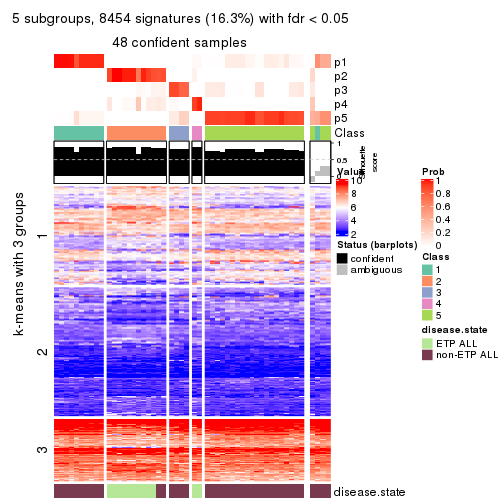 5 subgroups, 8454 signatures (16.3%) with fdr < 0.05
48 confident samples
p1
p2
p3
p4
p5
Class
1
0.5
0
silhouette
score
k-means with 3 groups
1
2
3
Value
10
8
6
4
2
Status (barplots)
confident
ambiguous
Prob
1
0.8
0.6
0.4
0.2
0
Class
1
2
3
4
5
disease.state
ETP ALL
non-ETP ALL
disease.state